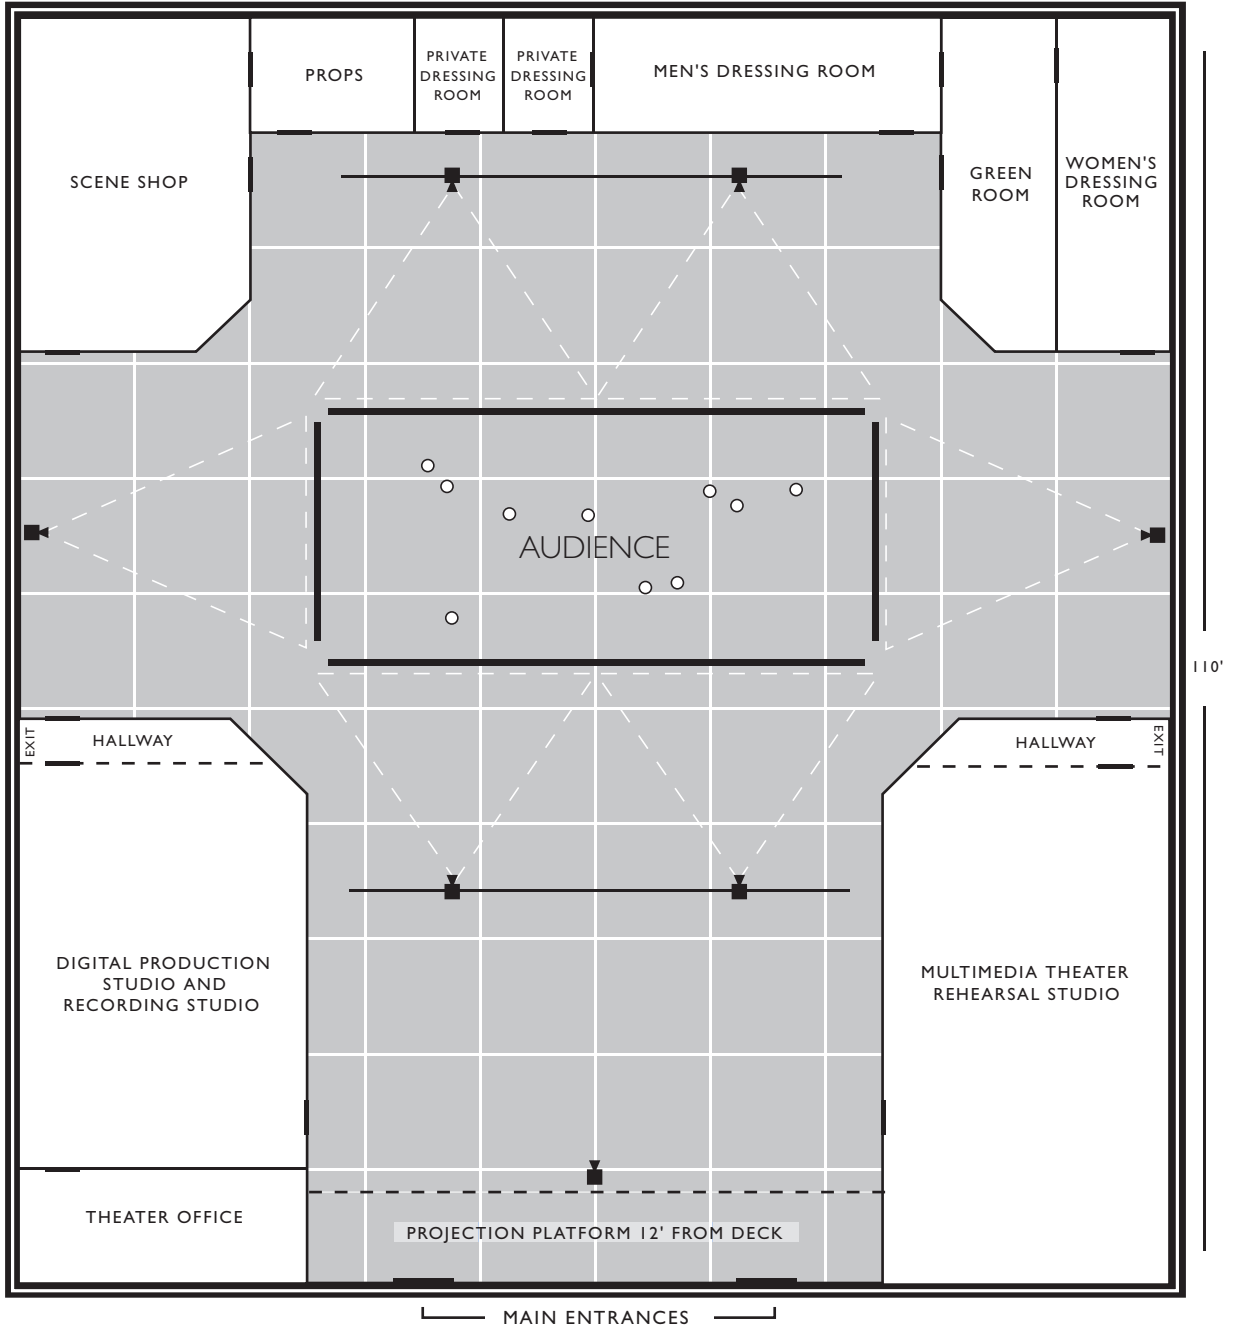 PROPS
PRIVATE
DRESSING
ROOM
PRIVATE
DRESSING
ROOM
MEN'S DRESSING ROOM
SCENE SHOP
GREEN
ROOM
WOMEN'S
DRESSING
ROOM
AUDIENCE
110'
EXIT
HALLWAY
HALLWAY
EXIT
DIGITAL PRODUCTION
STUDIO AND
RECORDING STUDIO
MULTIMEDIA THEATER
REHEARSAL STUDIO
THEATER OFFICE
PROJECTION PLATFORM 12' FROM DECK
MAIN ENTRANCES